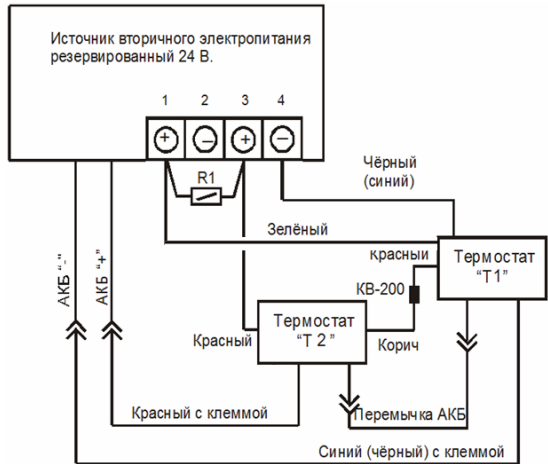 Источник вторичного электропитания
резервированный 24 В.
1 2 3 4
+ – + –
R1
Чёрный
(синий)
Зелёный
Красный
Термостат
"Т1"
КВ-200
АКБ "-"
АКБ "+"
Термостат
"Т 2"
Красный
Корич
Красный с клеммой
Перемычка АКБ
Синий (чёрный) с клеммой